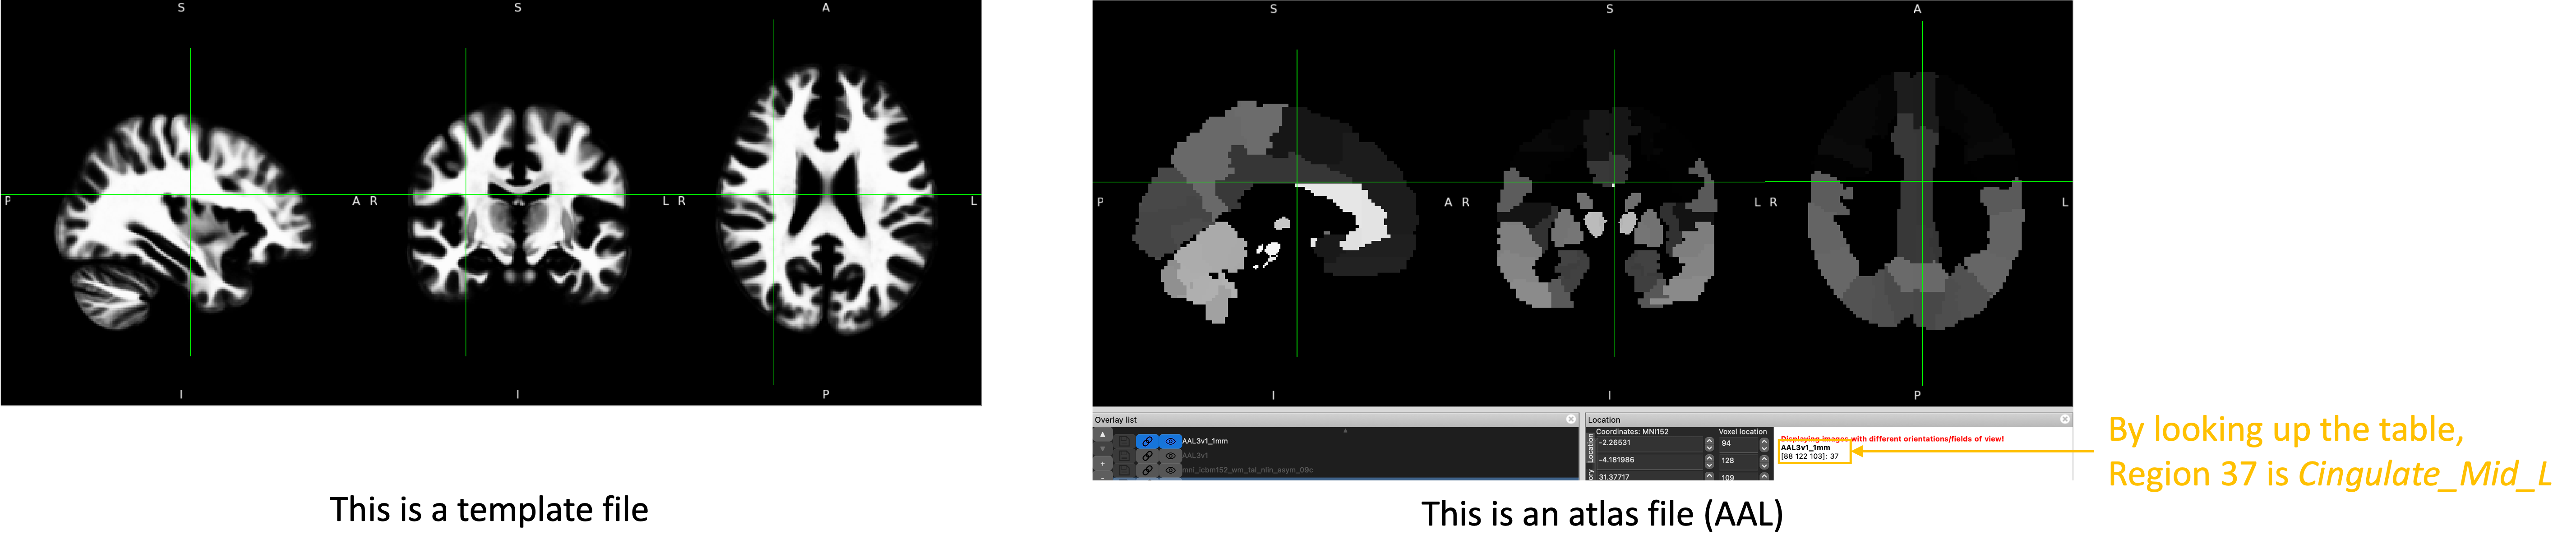 S S A
P A R L R L
I I P
S S A
P A R L R L
I I P
Overlay list
AAL3v1_1mm
AAL3v1
mni_icbm152_wm_tal_nlin_asym_09c
Location
Coordinates: MNI152 Voxel location
-2.26531 94
-4.181986 128
31.37717 109
Location
ory
Displaying images with different orientations/fields of view!
AAL3v1_1mm
[88 122 103]: 37
By looking up the table,
Region 37 is Cingulate_Mid_L
This is a template file
This is an atlas file (AAL)